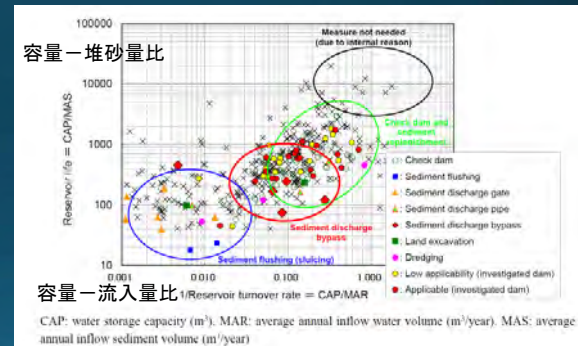 100000
10000
1000
100
10
0.001
0.010
0.100
1.000
容量－堆砂量比
Reservoir life = CAP/MAS
Measure not needed
(due to internal reason)
Check dam and
sediment
replenishment
Sediment discharge
bypass
Sediment flushing (sluicing)
: Check dam
: Sediment flushing
: Sediment discharge gate
: Sediment discharge pipe
: Sediment discharge bypass
: Land excavation
: Dredging
: Low applicability (investigated dam)
: Applicable (investigated dam)
容量－流入量比
1/Reservoir turnover rate = CAP/MAR
CAP: water storage capacity (m³). MAR: average annual inflow water volume (m³/year). MAS: average
annual inflow sediment volume (m³/year)